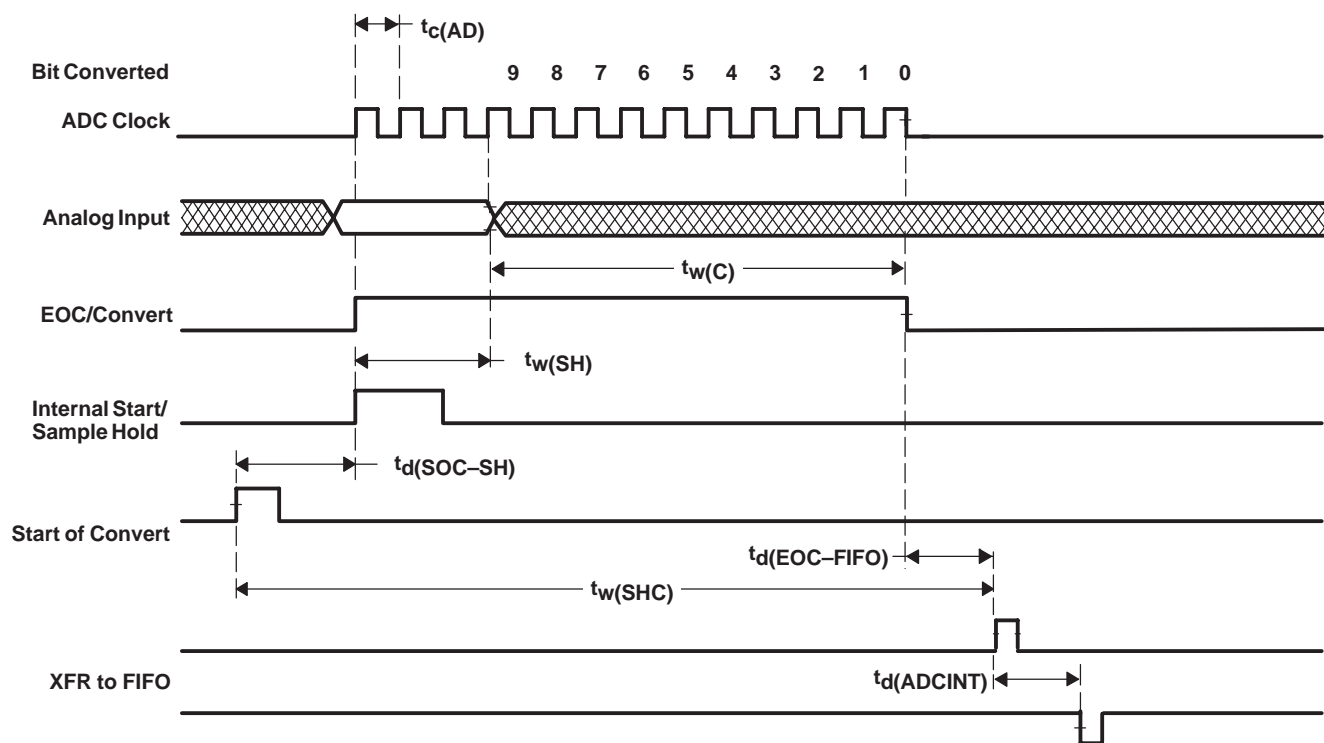 tc(AD)
Bit Converted
9 8 7 6 5 4 3 2 1 0
ADC Clock
Analog Input
tw(C)
EOC/Convert
tw(SH)
Internal Start/
Sample Hold
td(SOC–SH)
Start of Convert
td(EOC–FIFO)
tw(SHC)
XFR to FIFO
td(ADCINT)